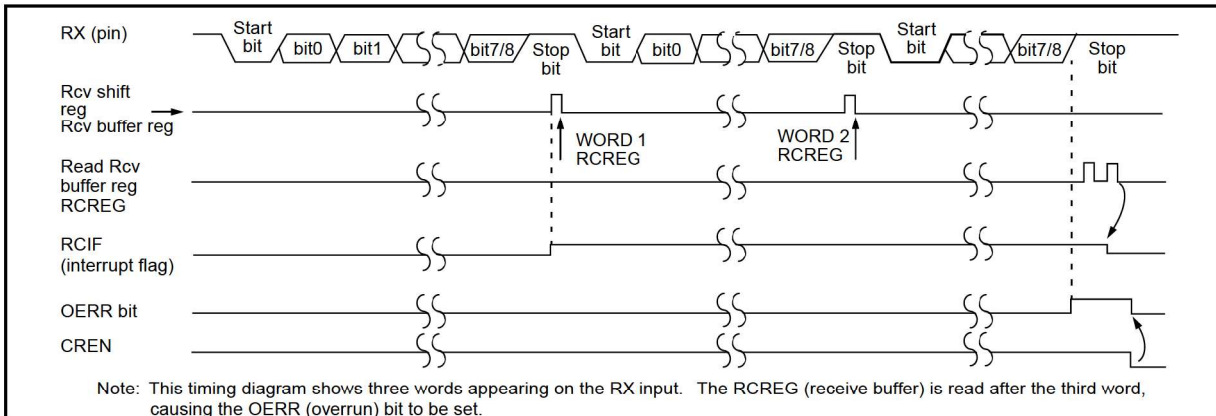 RX (pin)
Start
bit
bit0
bit1
bit7/8
Stop
bit
Start
bit
bit0
bit7/8
Stop
bit
Start
bit
bit7/8
Stop
bit
Rcv shift
reg
Rcv buffer reg
WORD 1
RCREG
WORD 2
RCREG
Read Rcv
buffer reg
RCREG
RCIF
(interrupt flag)
OERR bit
CREN
Note: This timing diagram shows three words appearing on the RX input. The RCREG (receive buffer) is read after the third word,
causing the OERR (overrun) bit to be set.